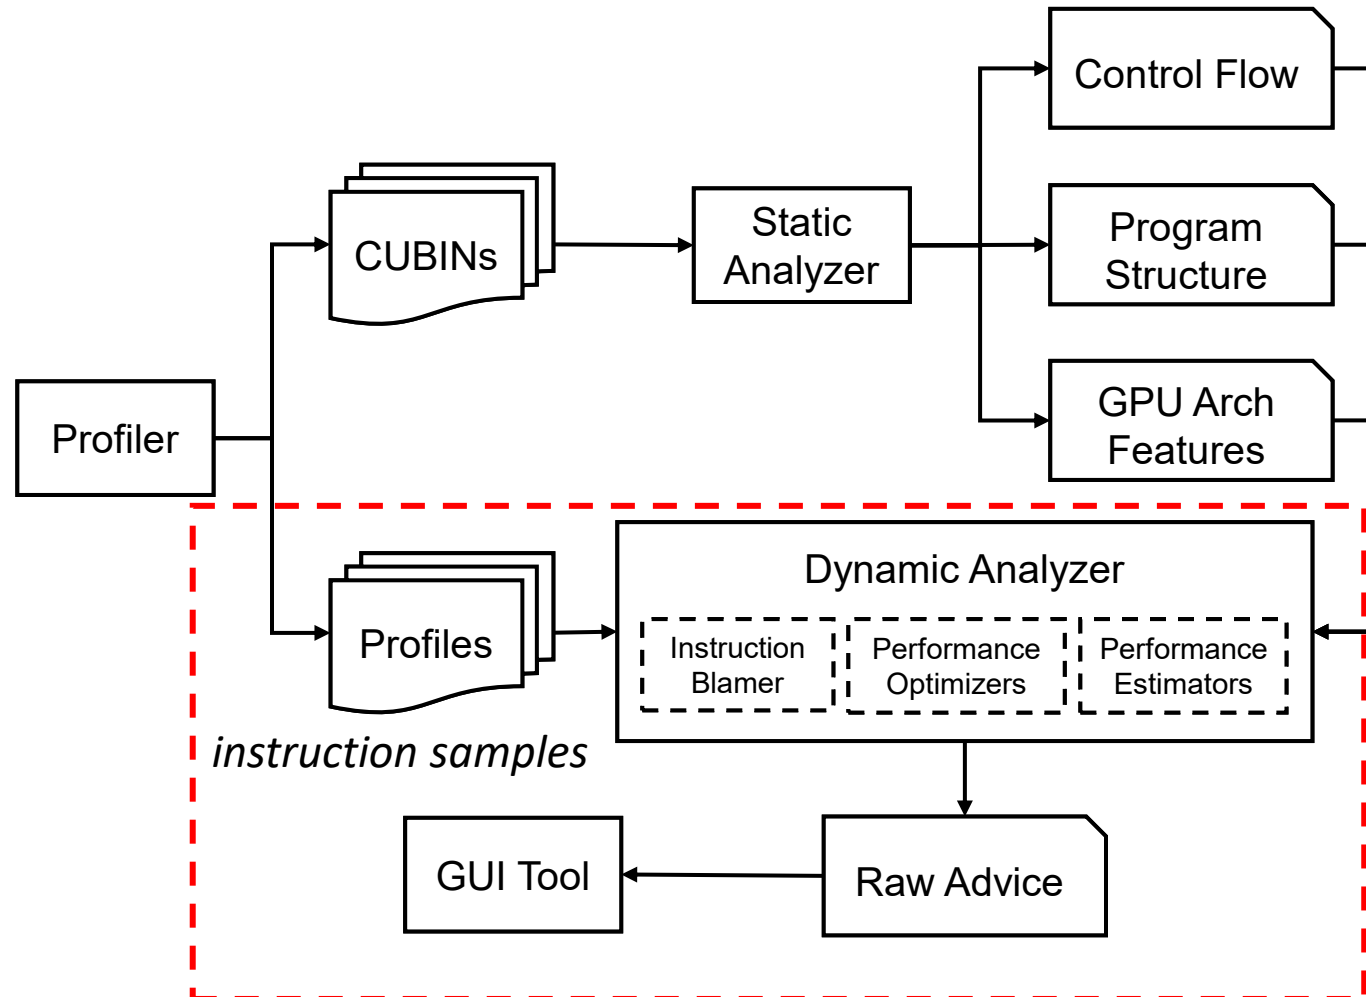 Control Flow
CUBINs
Static
Analyzer
Program
Structure
GPU Arch
Features
Profiler
Dynamic Analyzer
Profiles
Instruction
Blamer
Performance
Optimizers
Performance
Estimators
instruction samples
GUI Tool
Raw Advice